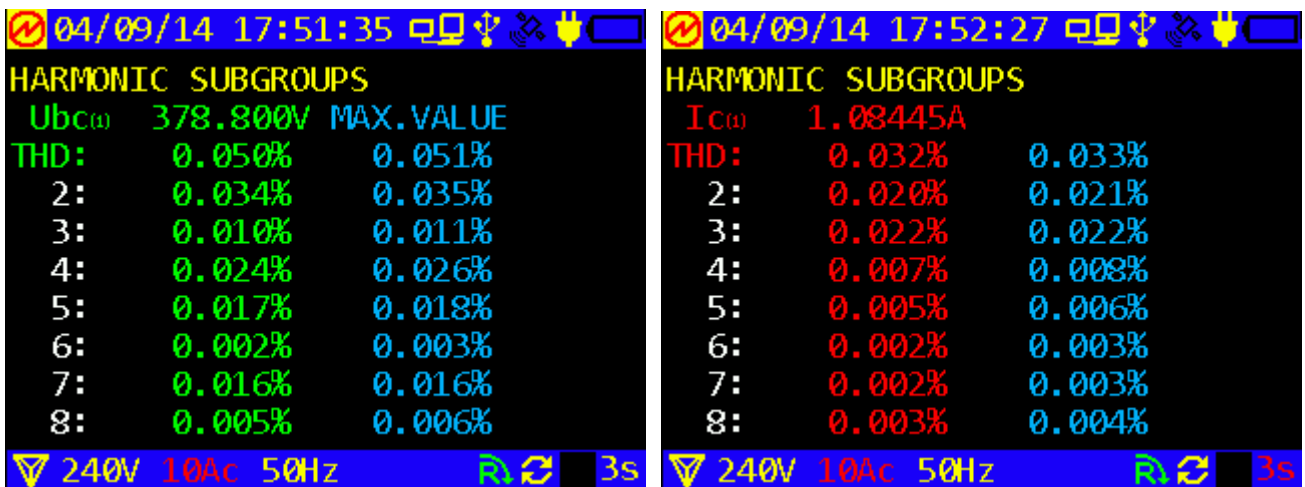 04/09/14 17:51:35
HARMONIC SUBGROUPS
Ubc(1) 378.800V MAX.VALUE
THD: 0.050% 0.051%
2: 0.034% 0.035%
3: 0.010% 0.011%
4: 0.024% 0.026%
5: 0.017% 0.018%
6: 0.002% 0.003%
7: 0.016% 0.016%
8: 0.005% 0.006%
240V 10Ac 50Hz R 3s
04/09/14 17:52:27
HARMONIC SUBGROUPS
Ic(1) 1.08445A
THD: 0.032% 0.033%
2: 0.020% 0.021%
3: 0.022% 0.022%
4: 0.007% 0.008%
5: 0.005% 0.006%
6: 0.002% 0.003%
7: 0.002% 0.003%
8: 0.003% 0.004%
240V 10Ac 50Hz R 3s